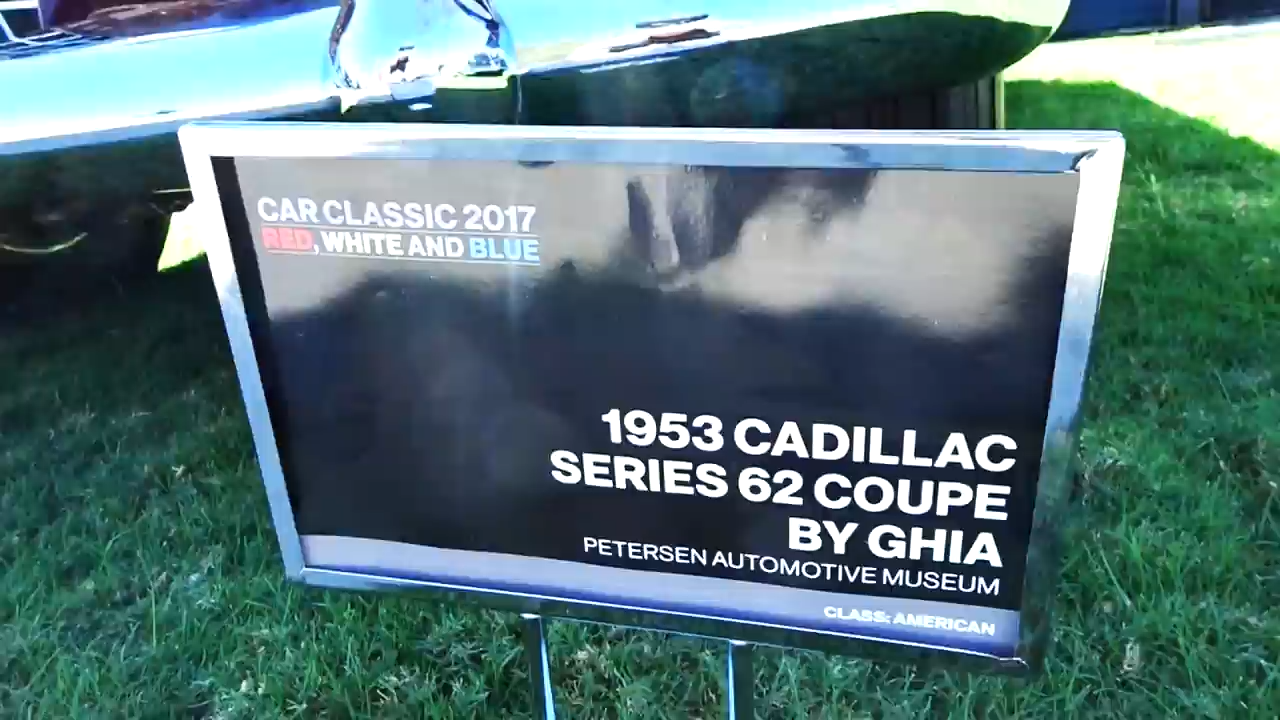 CAR CLASSIC 2017
RED, WHITE AND BLUE
1953 CADILLAC
SERIES 62 COUPE
BY GHIA
PETERSEN AUTOMOTIVE MUSEUM
CLASS: AMERICAN